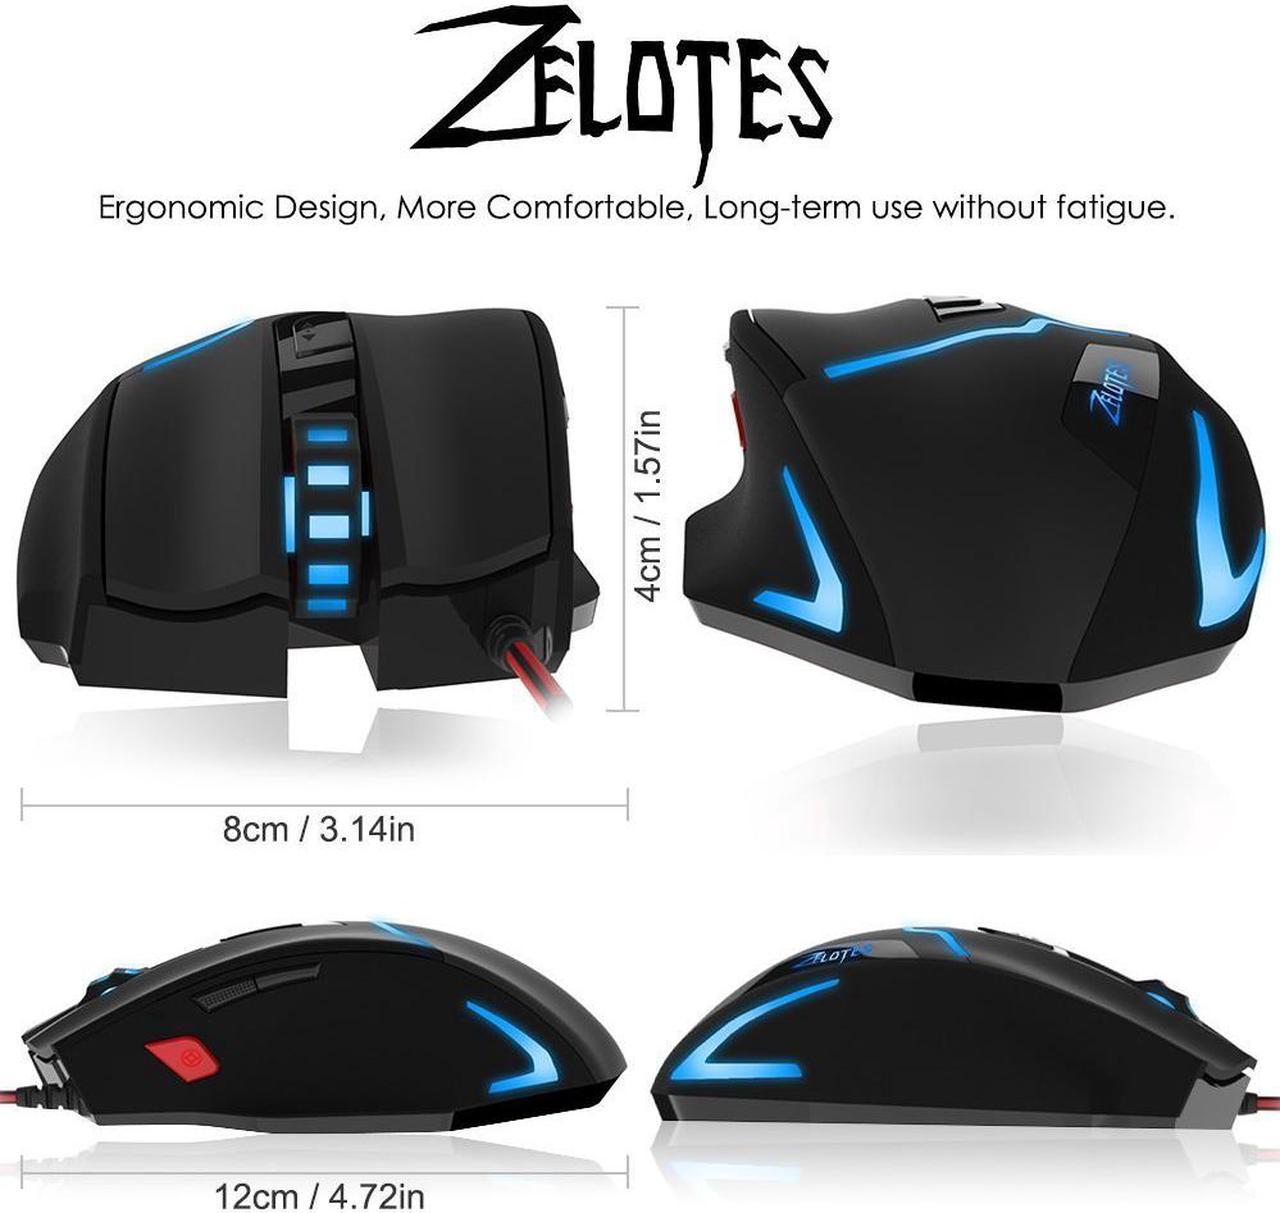 ZELOTES
Ergonomic Design, More Comfortable, Long-term use without fatigue.
4cm / 1.57in
ZELOTES
8cm / 3.14in
ZELOTES
12cm / 4.72in